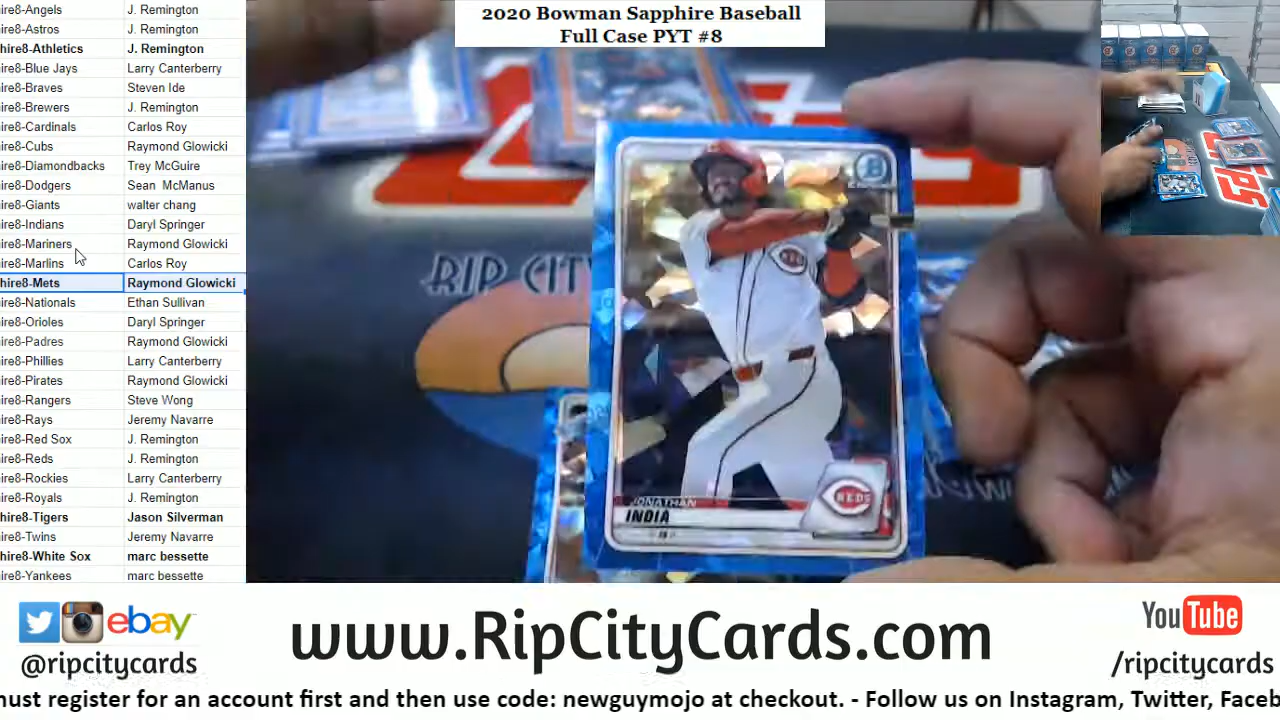 2020 Bowman Sapphire Baseball
Full Case PYT #8
ire8-Angels J. Remington
ire8-Astros J. Remington
hire8-Athletics J. Remington
ire8-Blue Jays Larry Canterberry
ire8-Braves Steven Ide
ire8-Brewers J. Remington
ire8-Cardinals Carlos Roy
ire8-Cubs Raymond Glowicki
ire8-Diamondbacks Trey McGuire
ire8-Dodgers Sean McManus
ire8-Giants walter chang
ire8-Indians Daryl Springer
ire8-Mariners Raymond Glowicki
ire8-Marlins Carlos Roy
hire8-Mets Raymond Glowicki
ire8-Nationals Ethan Sullivan
ire8-Orioles Daryl Springer
ire8-Padres Raymond Glowicki
ire8-Phillies Larry Canterberry
ire8-Pirates Raymond Glowicki
ire8-Rangers Steve Wong
ire8-Rays Jeremy Navarre
ire8-Red Sox J. Remington
ire8-Reds J. Remington
ire8-Rockies Larry Canterberry
ire8-Royals J. Remington
hire8-Tigers Jason Silverman
ire8-Twins Jeremy Navarre
hire8-White Sox marc bessette
ire8-Yankees marc bessette
RIP CITY
REDS
JONATHAN
INDIA
REDS
ebay
@ripcitycards
www.RipCityCards.com
YouTube
/ripcitycards
must register for an account first and then use code: newguymojo at checkout. - Follow us on Instagram, Twitter, Faceb